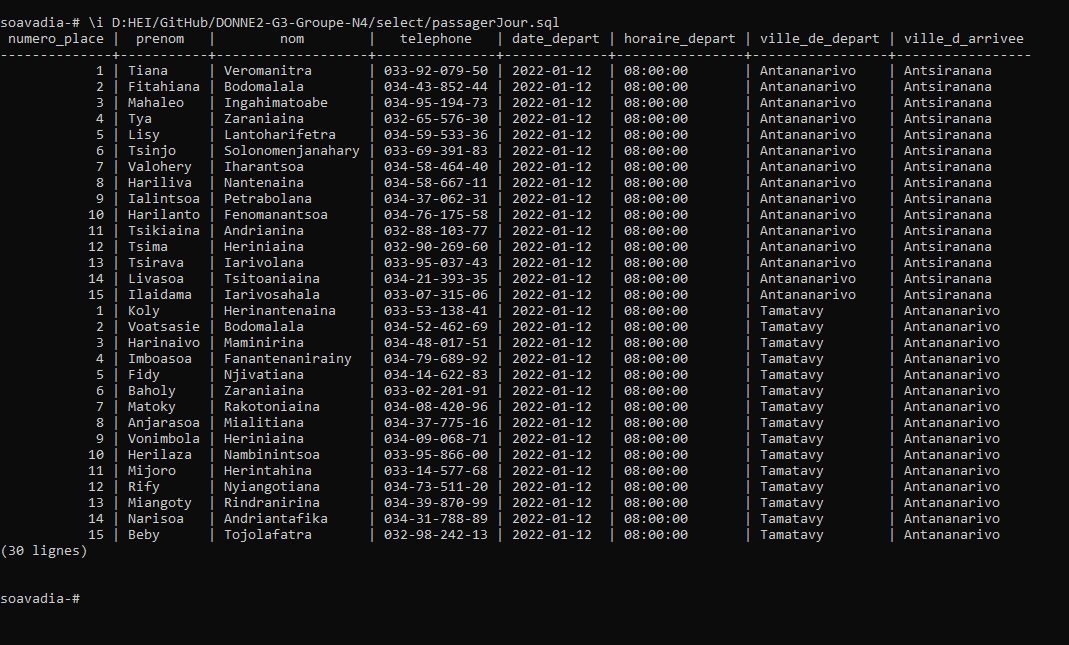 soavadia-# \i D:HEI/GitHub/DONNE2-G3-Groupe-N4/select/passagerJour.sql
 numero_place |  prenom   |       nom        |   telephone   | date_depart | horaire_depart | ville_de_depart | ville_d_arrivee
--------------+-----------+------------------+---------------+-------------+----------------+-----------------+-----------------
            1 | Tiana     | Veromanitra      | 033-92-079-50 | 2022-01-12  | 08:00:00       | Antananarivo    | Antsiranana
            2 | Fitahiana | Bodomalala       | 034-43-852-44 | 2022-01-12  | 08:00:00       | Antananarivo    | Antsiranana
            3 | Mahaleo   | Ingahimatoabe    | 034-95-194-73 | 2022-01-12  | 08:00:00       | Antananarivo    | Antsiranana
            4 | Tya       | Zaraniaina       | 032-65-576-30 | 2022-01-12  | 08:00:00       | Antananarivo    | Antsiranana
            5 | Lisy      | Lantoharifetra   | 034-59-533-36 | 2022-01-12  | 08:00:00       | Antananarivo    | Antsiranana
            6 | Tsinjo    | Solonomenjanahary | 033-69-391-83 | 2022-01-12  | 08:00:00       | Antananarivo    | Antsiranana
            7 | Valohery  | Iharantsoa       | 034-58-464-40 | 2022-01-12  | 08:00:00       | Antananarivo    | Antsiranana
            8 | Hariliva  | Nantenaina       | 034-58-667-11 | 2022-01-12  | 08:00:00       | Antananarivo    | Antsiranana
            9 | Ialintsoa | Petrabolana      | 034-37-062-31 | 2022-01-12  | 08:00:00       | Antananarivo    | Antsiranana
           10 | Harilanto | Fenomanantsoa    | 034-76-175-58 | 2022-01-12  | 08:00:00       | Antananarivo    | Antsiranana
           11 | Tsikiaina | Andrianina       | 032-88-103-77 | 2022-01-12  | 08:00:00       | Antananarivo    | Antsiranana
           12 | Tsima     | Heriniaina       | 032-90-269-60 | 2022-01-12  | 08:00:00       | Antananarivo    | Antsiranana
           13 | Tsirava   | Iarivolana       | 033-95-037-43 | 2022-01-12  | 08:00:00       | Antananarivo    | Antsiranana
           14 | Livasoa   | Tsitoaniaina     | 034-21-393-35 | 2022-01-12  | 08:00:00       | Antananarivo    | Antsiranana
           15 | Ilaidama  | Iarivosahala     | 033-07-315-06 | 2022-01-12  | 08:00:00       | Antananarivo    | Antsiranana
            1 | Koly      | Herinantenaina   | 033-53-138-41 | 2022-01-12  | 08:00:00       | Tamatavy        | Antananarivo
            2 | Voatsasie | Bodomalala       | 034-52-462-69 | 2022-01-12  | 08:00:00       | Tamatavy        | Antananarivo
            3 | Harinaivo | Maminirina       | 034-48-017-51 | 2022-01-12  | 08:00:00       | Tamatavy        | Antananarivo
            4 | Imboasoa  | Fanantenanirainy | 034-79-689-92 | 2022-01-12  | 08:00:00       | Tamatavy        | Antananarivo
            5 | Fidy      | Njivatiana       | 034-14-622-83 | 2022-01-12  | 08:00:00       | Tamatavy        | Antananarivo
            6 | Baholy    | Zaraniaina       | 033-02-201-91 | 2022-01-12  | 08:00:00       | Tamatavy        | Antananarivo
            7 | Matoky    | Rakotoniaina     | 034-08-420-96 | 2022-01-12  | 08:00:00       | Tamatavy        | Antananarivo
            8 | Anjarasoa | Mialitiana       | 034-37-775-16 | 2022-01-12  | 08:00:00       | Tamatavy        | Antananarivo
            9 | Vonimbola | Heriniaina       | 034-09-068-71 | 2022-01-12  | 08:00:00       | Tamatavy        | Antananarivo
           10 | Herilaza  | Nambinintsoa     | 033-95-866-00 | 2022-01-12  | 08:00:00       | Tamatavy        | Antananarivo
           11 | Mijoro    | Herintahina      | 033-14-577-68 | 2022-01-12  | 08:00:00       | Tamatavy        | Antananarivo
           12 | Rify      | Nyiangotiana     | 034-73-511-20 | 2022-01-12  | 08:00:00       | Tamatavy        | Antananarivo
           13 | Miangoty  | Rindranirina     | 034-39-870-99 | 2022-01-12  | 08:00:00       | Tamatavy        | Antananarivo
           14 | Narisoa   | Andriantafika    | 034-31-788-89 | 2022-01-12  | 08:00:00       | Tamatavy        | Antananarivo
           15 | Beby      | Tojolafatra      | 032-98-242-13 | 2022-01-12  | 08:00:00       | Tamatavy        | Antananarivo
(30 lignes)
soavadia-#